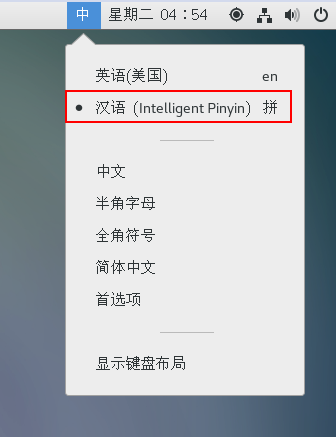 中 星期二 04：54
英语(美国) en
汉语（Intelligent Pinyin） 拼
中文
半角字母
全角符号
简体中文
首选项
显示键盘布局